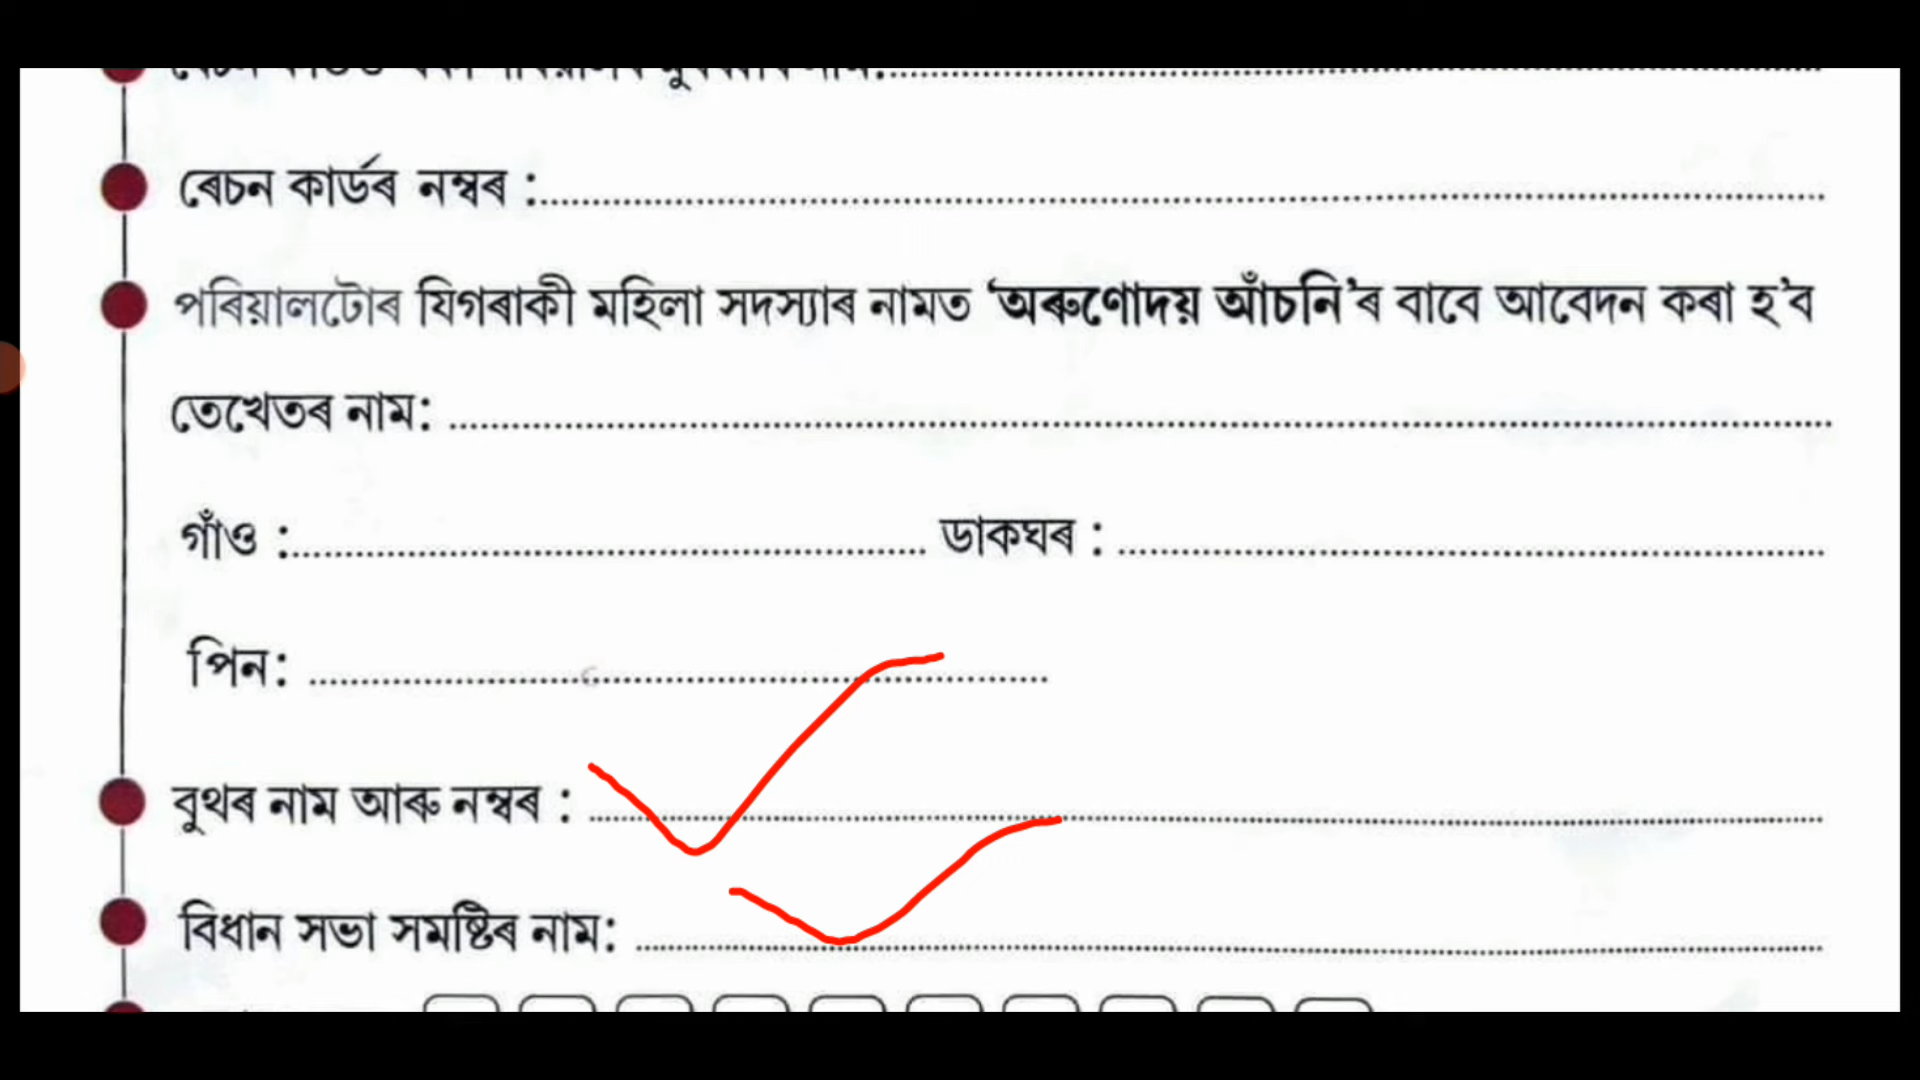 ৰেচন কাৰ্ডৰ নম্বৰ :
পৰিয়ালটোৰ যিগৰাকী মহিলা সদস্যাৰ নামত ‘অৰুণোদয় আঁচনি’ৰ বাবে আবেদন কৰা হ’ব
তেখেতৰ নাম:
গাঁও : ডাকঘৰ :
পিন:
বুথৰ নাম আৰু নম্বৰ :
বিধান সভা সমষ্টিৰ নাম: